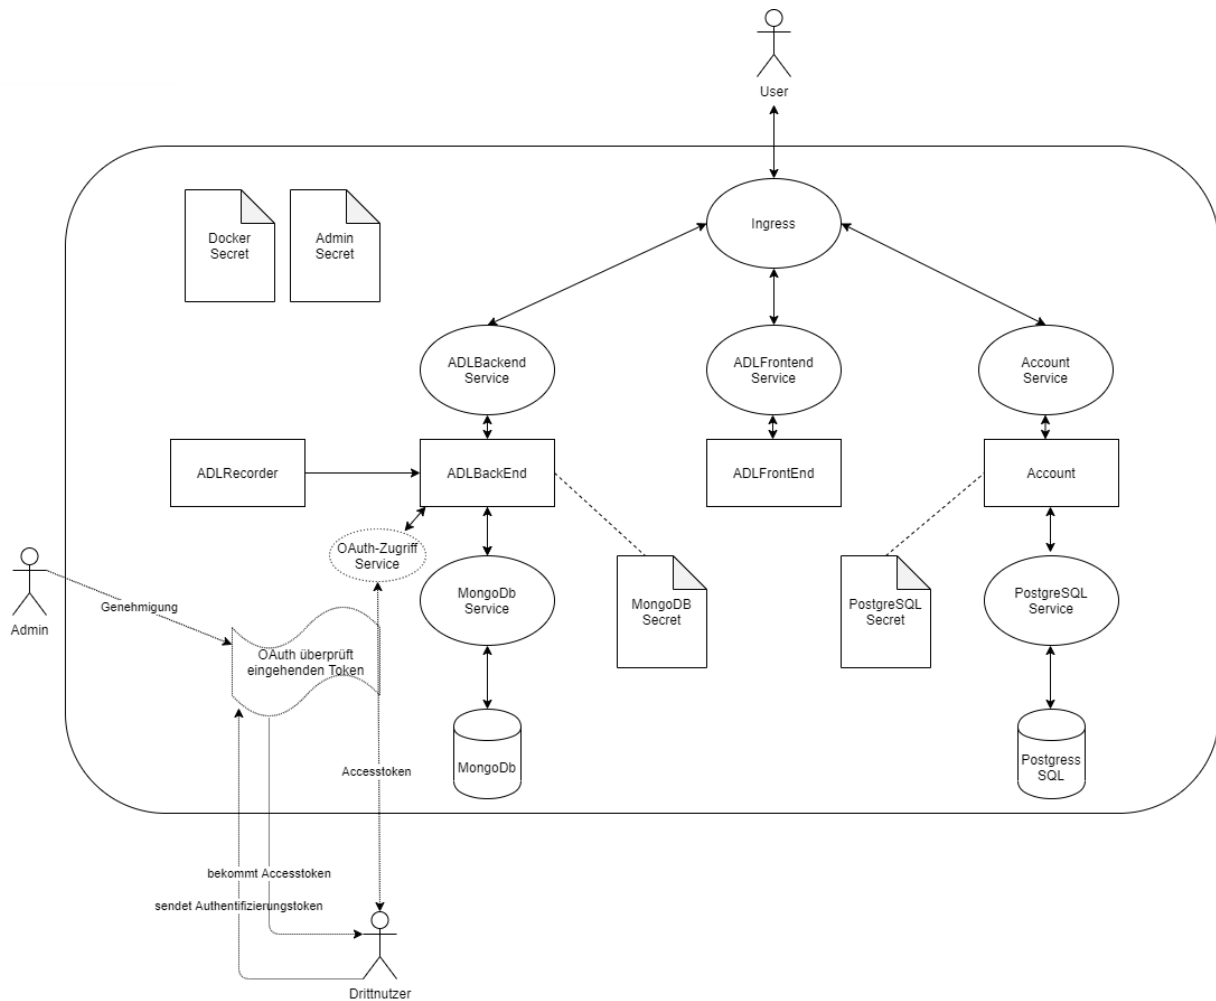 User
Ingress
Docker
Secret
Admin
Secret
ADLBackend
Service
ADLFrontend
Service
Account
Service
ADLRecorder
ADLBackEnd
ADLFrontEnd
Account
OAuth-Zugriff
Service
MongoDb
Service
MongoDB
Secret
PostgreSQL
Secret
PostgreSQL
Service
Admin
Genehmigung
OAuth überprüft
eingehenden Token
Accesstoken
MongoDb
Postgress
SQL
bekommt Accesstoken
sendet Authentifizierungstoken
Drittnutzer